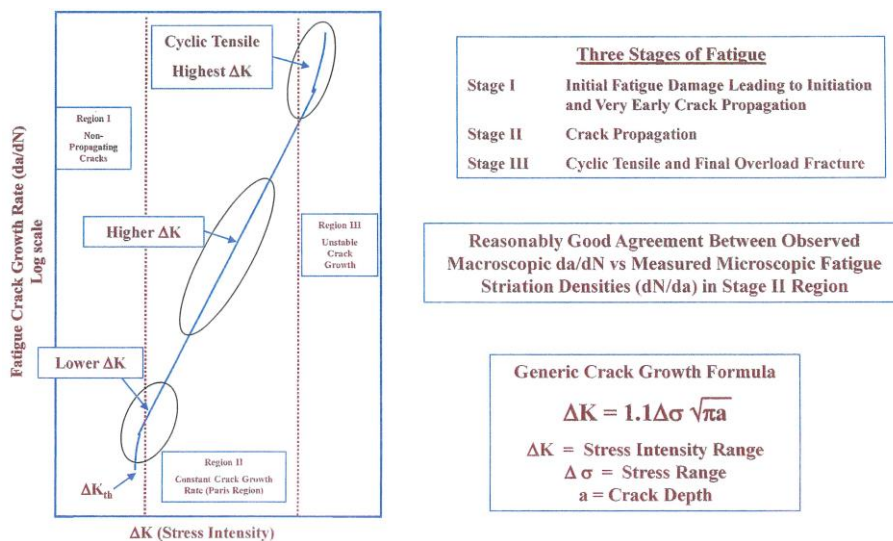 Fatigue Crack Growth Rate (da/dN)
Log scale
Cyclic Tensile
Highest ΔK
Region I
Non-
Propagating
Cracks
Higher ΔK
Region III
Unstable
Crack
Growth
Lower ΔK
Region II
Constant Crack Growth
Rate (Paris Region)
ΔKth
ΔK (Stress Intensity)
Three Stages of Fatigue
Stage I Initial Fatigue Damage Leading to Initiation
and Very Early Crack Propagation
Stage II Crack Propagation
Stage III Cyclic Tensile and Final Overload Fracture
Reasonably Good Agreement Between Observed
Macroscopic da/dN vs Measured Microscopic Fatigue
Striation Densities (dN/da) in Stage II Region
Generic Crack Growth Formula
ΔK = 1.1Δσ √πa
ΔK = Stress Intensity Range
Δ σ = Stress Range
a = Crack Depth